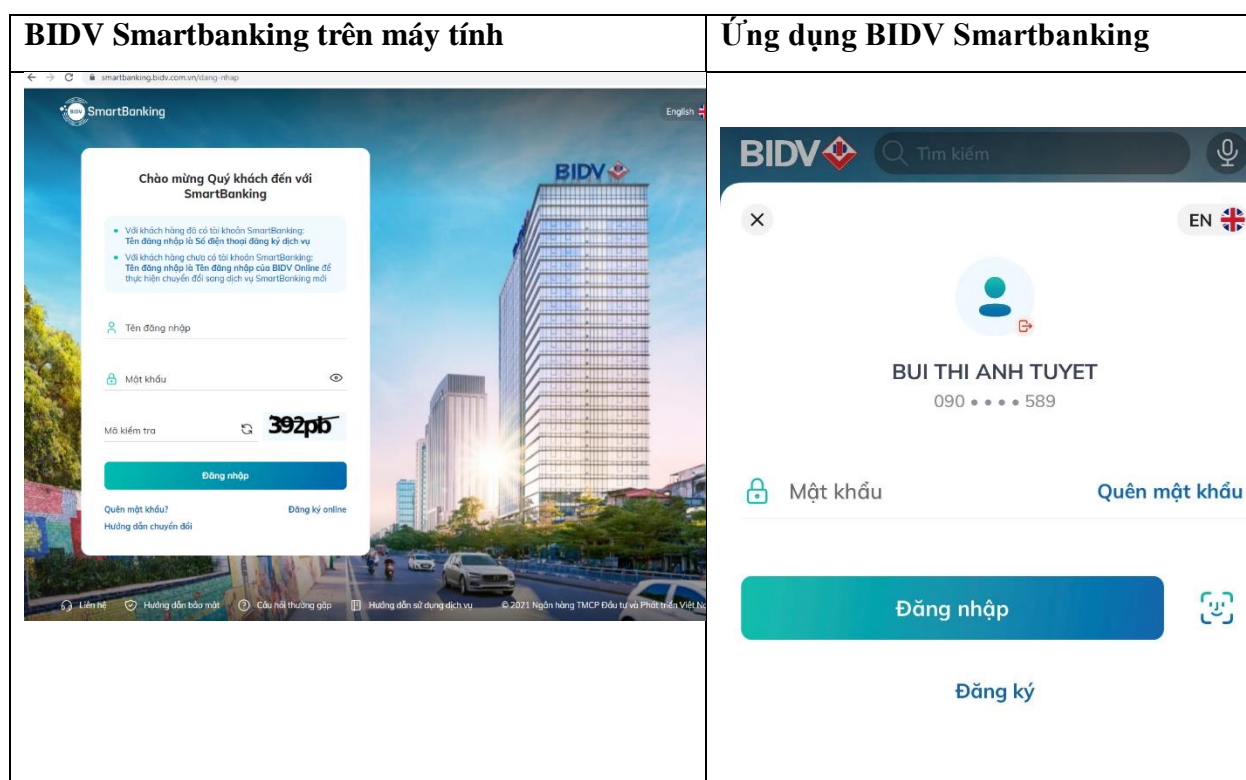 BIDV Smartbanking trên máy tính
smartbanking.bidv.com.vn/dang-nhap
BIDV SmartBanking
English
Chào mừng Quý khách đến với
SmartBanking
Với khách hàng đã có tài khoản SmartBanking:
Tên đăng nhập là Số điện thoại đăng ký dịch vụ
Với khách hàng chưa có tài khoản SmartBanking:
Tên đăng nhập là Tên đăng nhập của BIDV Online để
thực hiện chuyển đổi sang dịch vụ SmartBanking mới
Tên đăng nhập
Mật khẩu
Mã kiểm tra
392pb
Đăng nhập
Quên mật khẩu?
Đăng ký online
Hướng dẫn chuyển đổi
BIDV
Liên hệ
Hướng dẫn bảo mật
Câu hỏi thường gặp
Hướng dẫn sử dụng dịch vụ
© 2021 Ngân hàng TMCP Đầu tư và Phát triển Việt
Ứng dụng BIDV Smartbanking
BIDV
Tìm kiếm
EN
BUI THI ANH TUYET
090 • • • • 589
Mật khẩu
Quên mật khẩu
Đăng nhập
Đăng ký